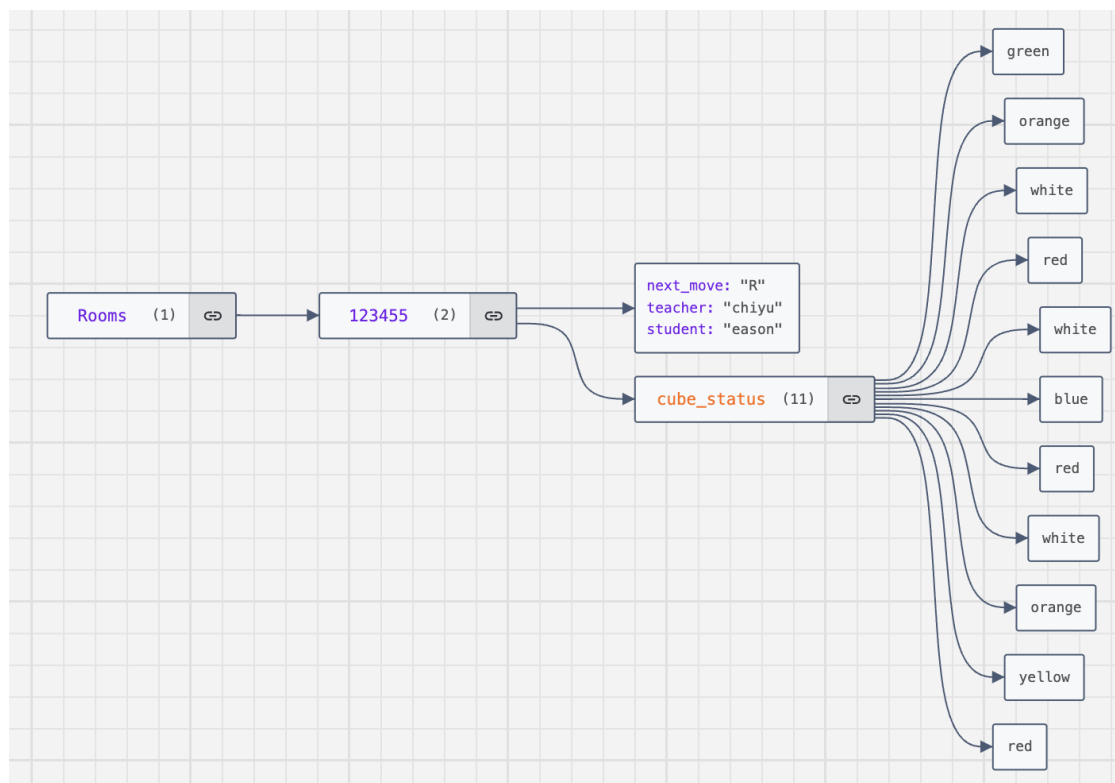 Rooms (1)
123455 (2)
next_move: "R"
teacher: "chiyu"
student: "eason"
cube_status (11)
green
orange
white
red
white
blue
red
white
orange
yellow
red